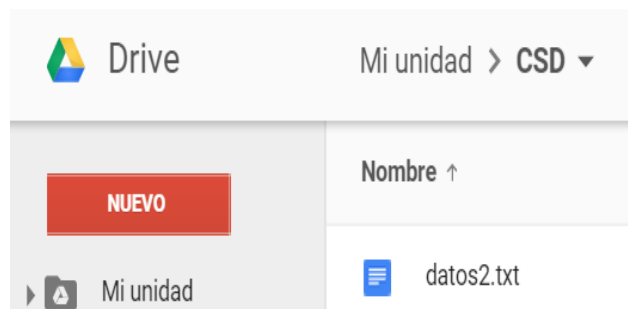 Drive
Mi unidad > CSD
Nombre ↑
NUEVO
datos2.txt
Mi unidad